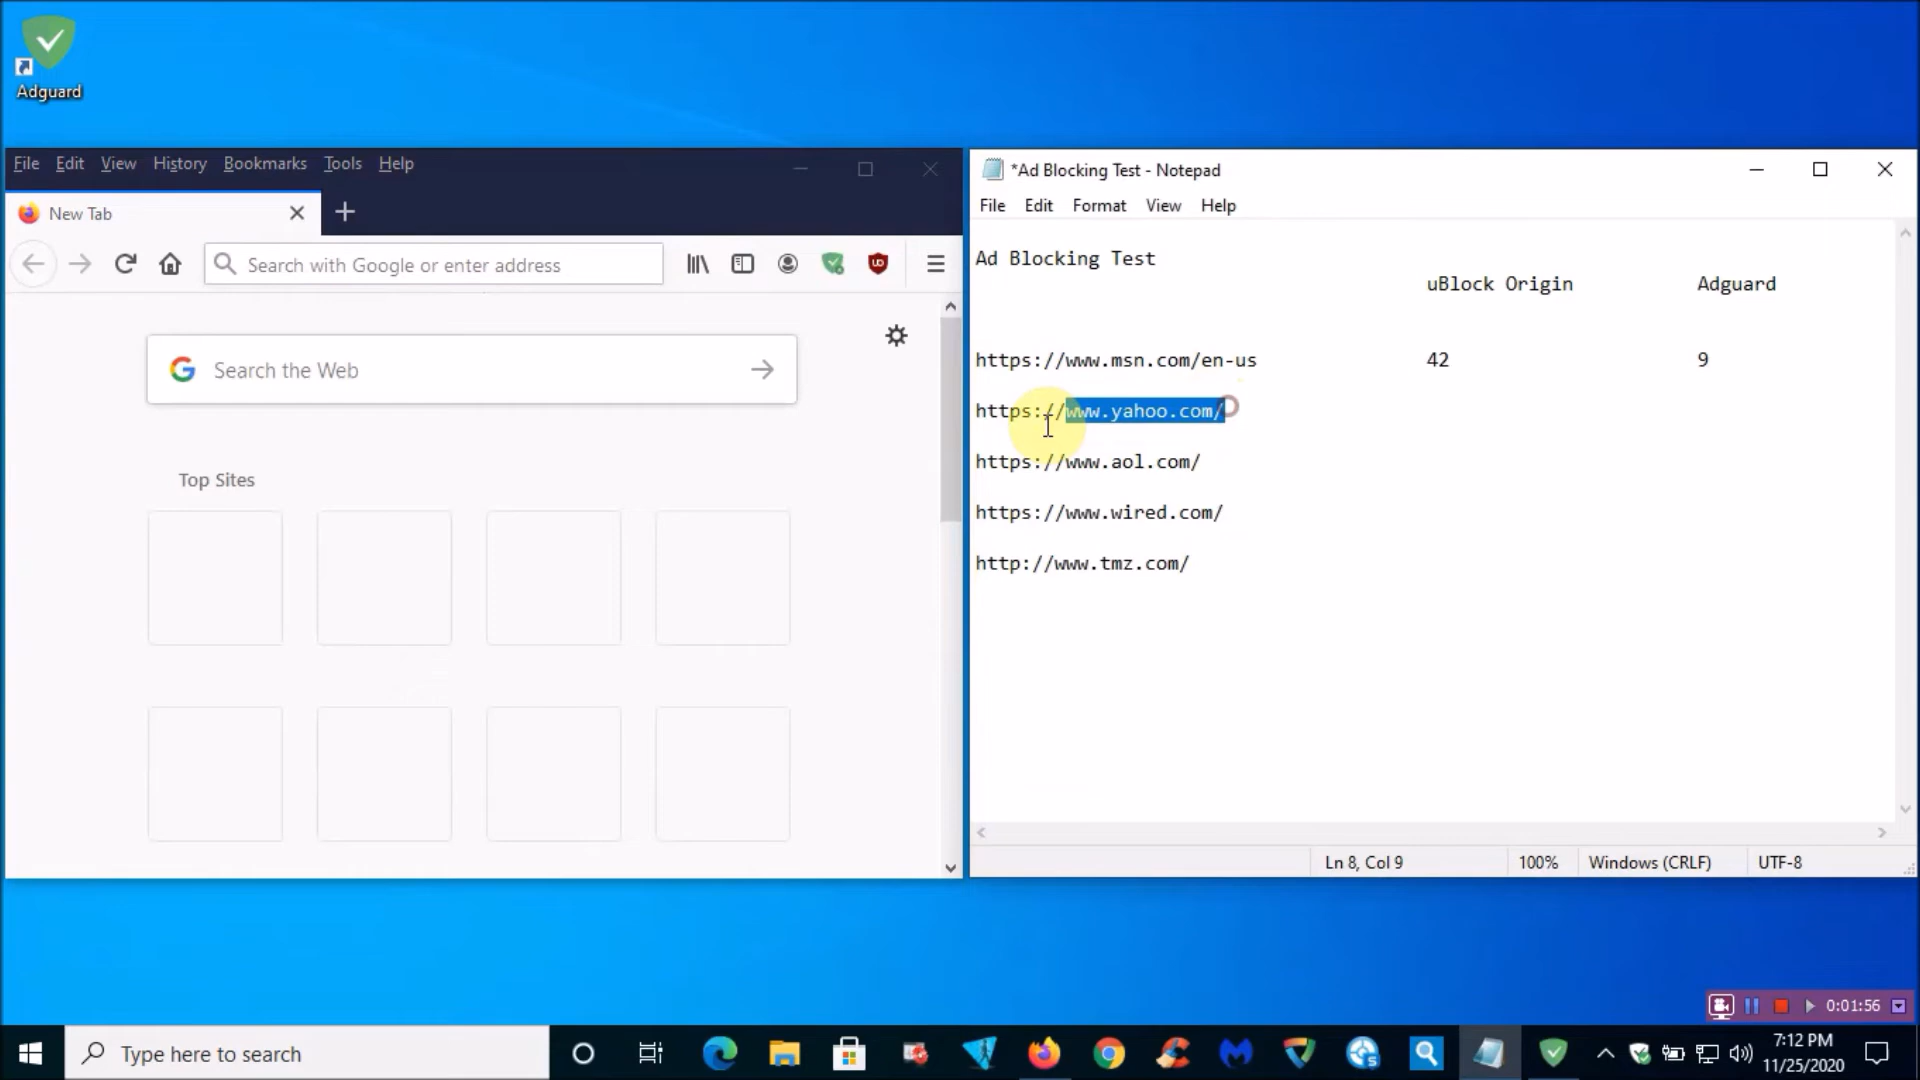 Adguard
File Edit View History Bookmarks Tools Help
New Tab
Search with Google or enter address
Search the Web
Top Sites
*Ad Blocking Test - Notepad
File Edit Format View Help
Ad Blocking Test
uBlock Origin Adguard
https://www.msn.com/en-us 42 9
https://www.yahoo.com/
https://www.aol.com/
https://www.wired.com/
http://www.tmz.com/
Ln 8, Col 9 100% Windows (CRLF) UTF-8
0:01:56
Type here to search
7:12 PM
11/25/2020